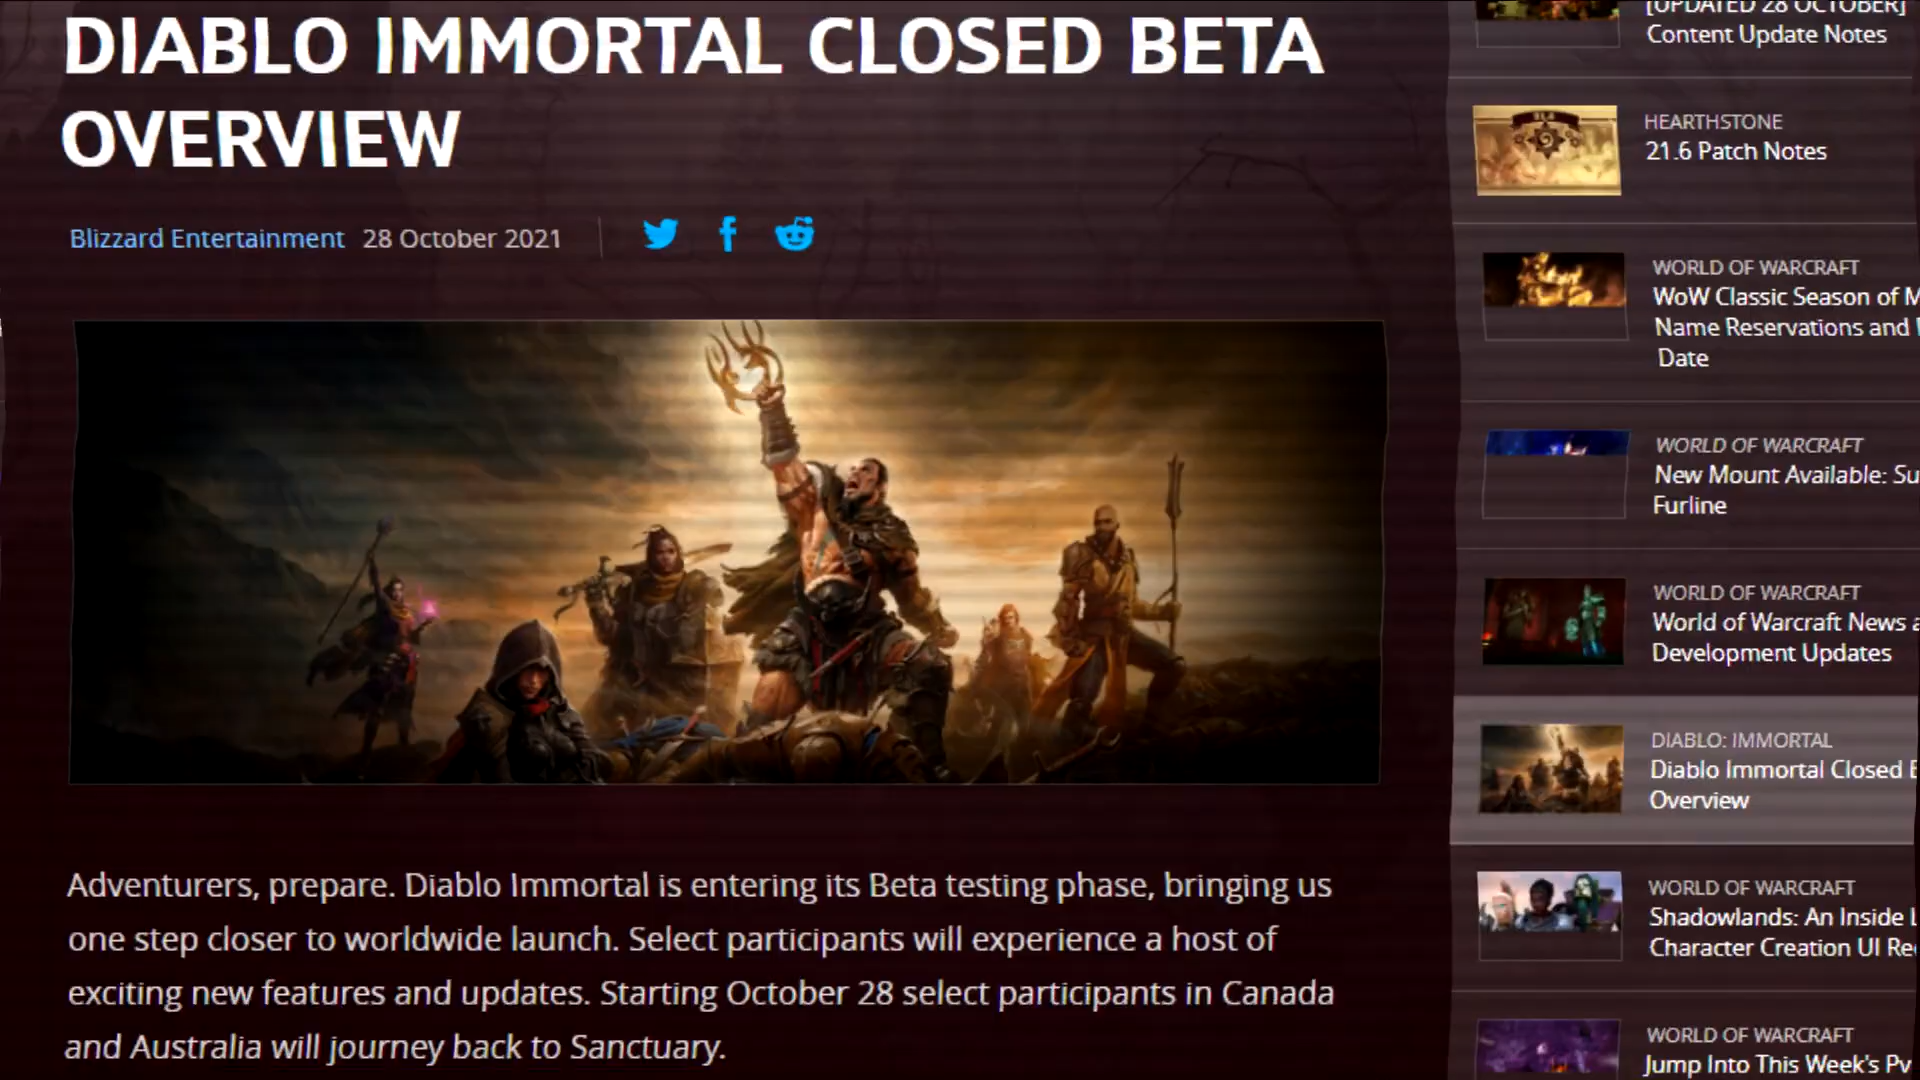 DIABLO IMMORTAL CLOSED BETA
OVERVIEW
Blizzard Entertainment 28 October 2021
Adventurers, prepare. Diablo Immortal is entering its Beta testing phase, bringing us
one step closer to worldwide launch. Select participants will experience a host of
exciting new features and updates. Starting October 28 select participants in Canada
and Australia will journey back to Sanctuary.
[UPDATED 28 OCTOBER]
Content Update Notes
HEARTHSTONE
21.6 Patch Notes
WORLD OF WARCRAFT
WoW Classic Season of
Name Reservations and
Date
WORLD OF WARCRAFT
New Mount Available:
Furline
WORLD OF WARCRAFT
World of Warcraft News
Development Updates
DIABLO: IMMORTAL
Diablo Immortal Closed
Overview
WORLD OF WARCRAFT
Shadowlands: An Inside
Character Creation UI
WORLD OF WARCRAFT
Jump Into This Week's